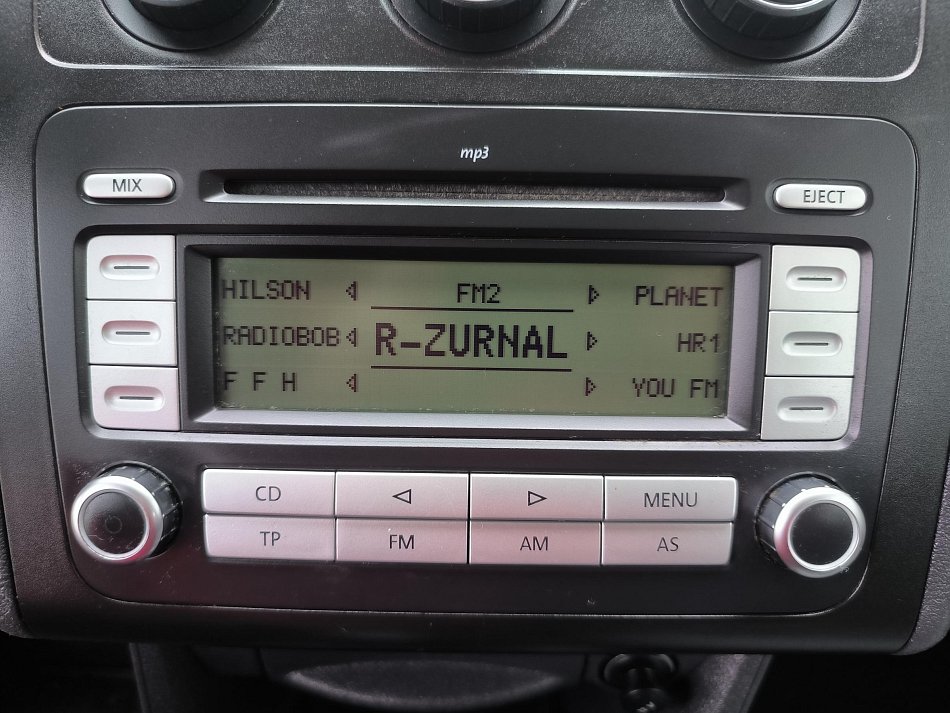 mp3
MIX
EJECT
HILSON FM2 PLANET
RADIOBOB R-ZURNAL HR1
F F H YOU FM
CD MENU
TP FM AM AS